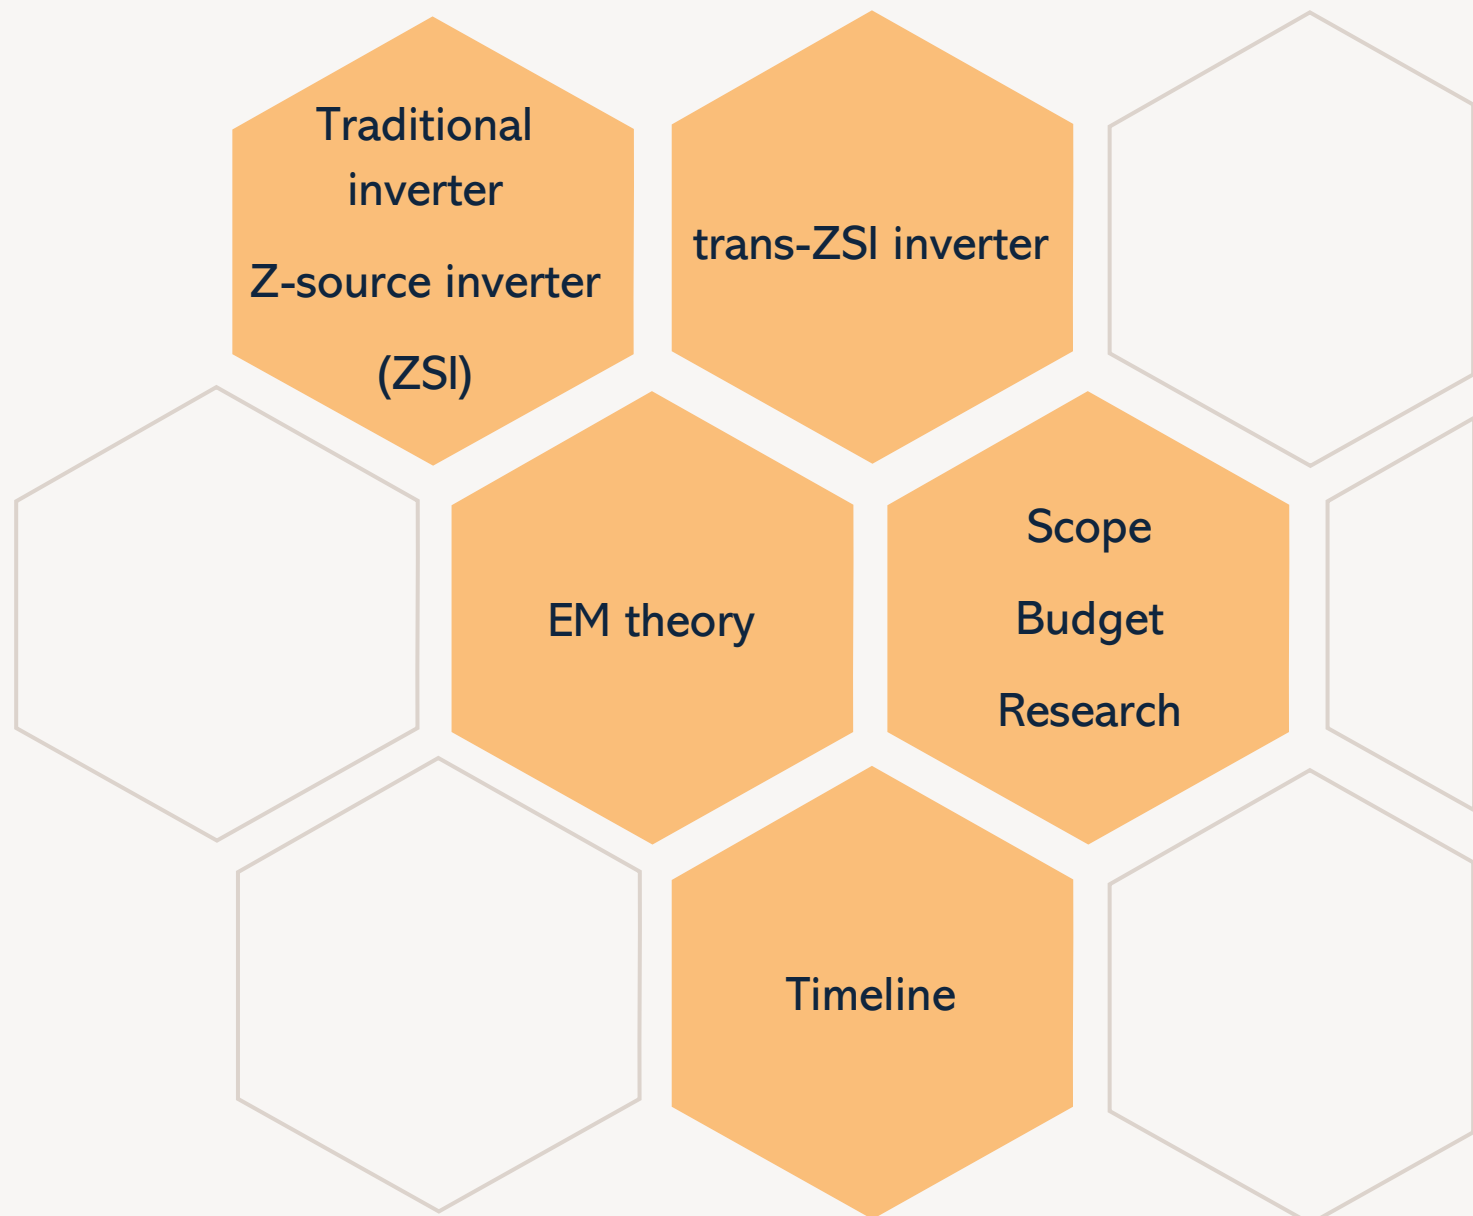 Traditional
inverter
Z-source inverter
(ZSI)
trans-ZSI inverter
EM theory
Scope
Budget
Research
Timeline